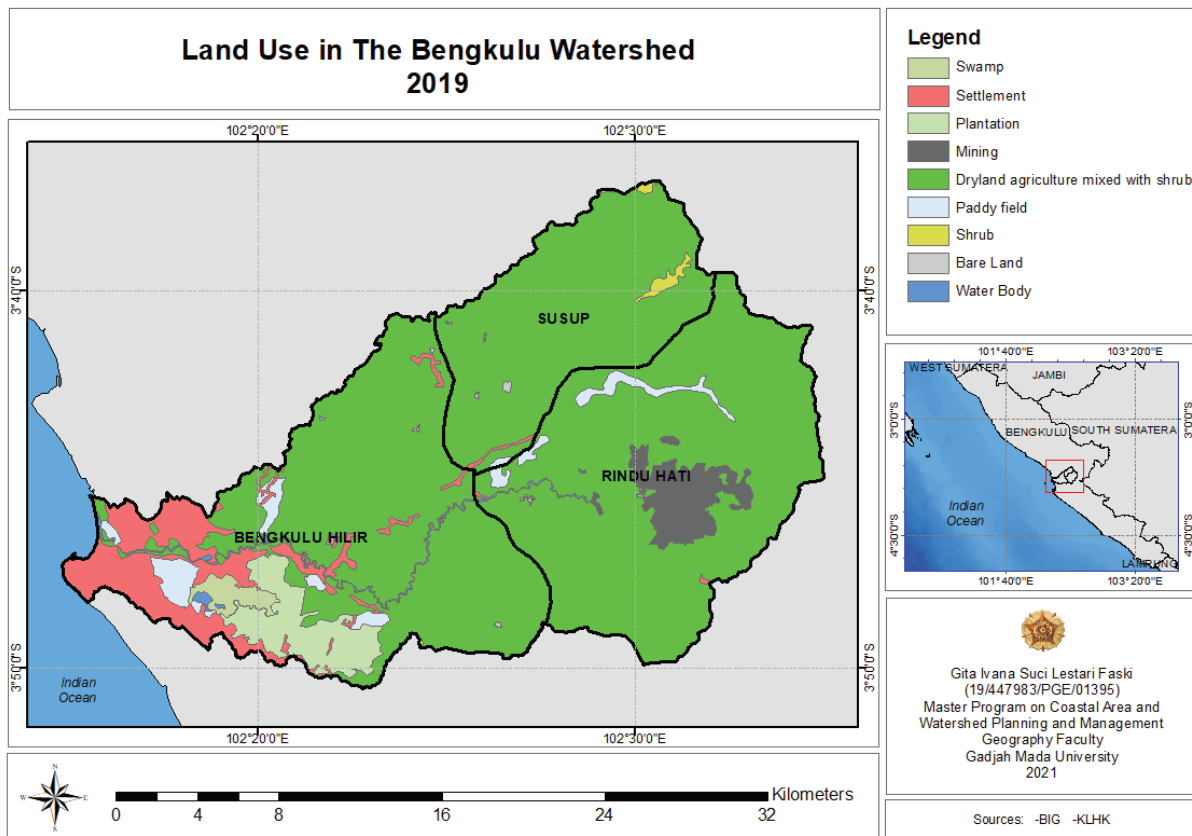 Land Use in The Bengkulu Watershed
2019
Legend
Swamp
Settlement
Plantation
Mining
Dryland agriculture mixed with shrub
Paddy field
Shrub
Bare Land
Water Body
102°20'0"E
102°30'0"E
3°40'0"S
3°40'0"S
SUSUP
RINDU HATI
BENGKULU HILIR
3°50'0"S
3°50'0"S
Indian
Ocean
102°20'0"E
102°30'0"E
101°40'0"E
103°20'0"E
WEST SUMATERA
JAMBI
3°0'0"S
3°0'0"S
BENGKULU
SOUTH SUMATERA
Indian
Ocean
4°30'0"S
4°30'0"S
LAMPUNG
101°40'0"E
103°20'0"E
Gita Ivana Suci Lestari Faski
(19/447983/PGE/01395)
Master Program on Coastal Area and
Watershed Planning and Management
Geography Faculty
Gadjah Mada University
2021
N
W
E
S
Kilometers
0 4 8 16 24 32
Sources: -BIG -KLHK